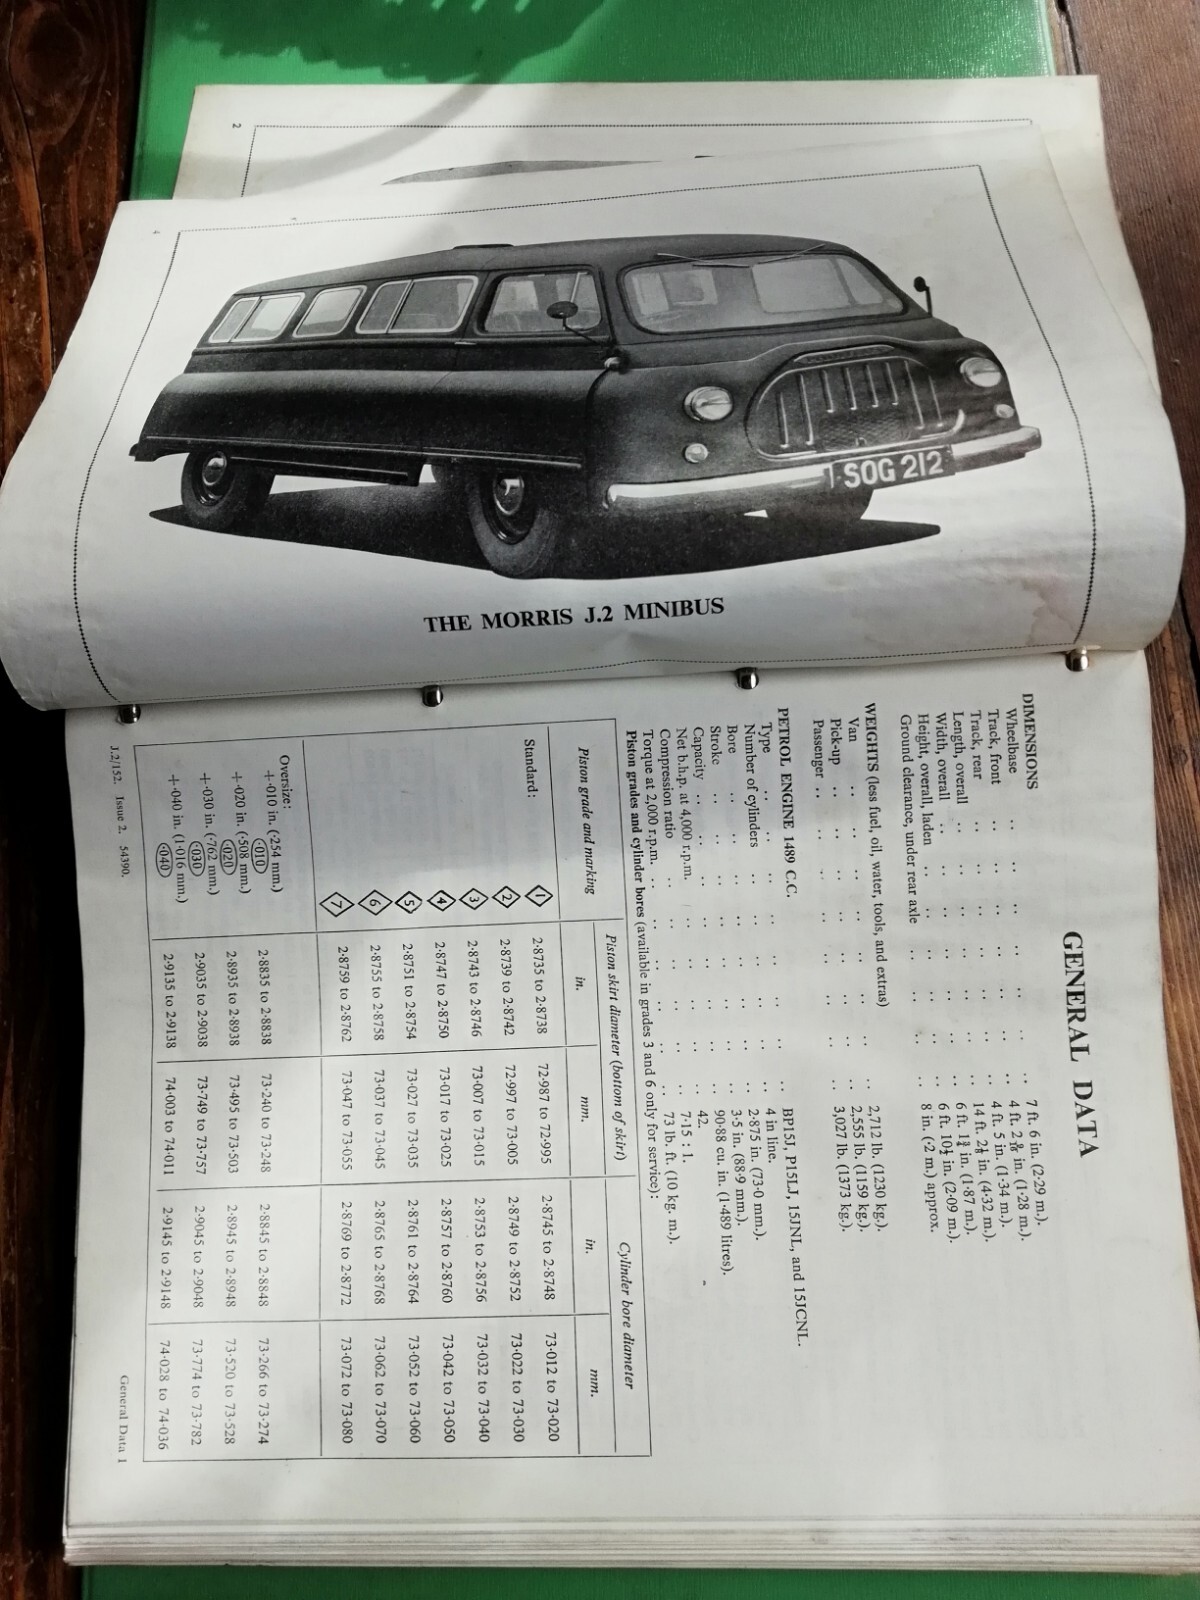 2
4
SOG 212
THE MORRIS J.2 MINIBUS
GENERAL DATA
DIMENSIONS
Wheelbase .. .. .. .. .. .. 7 ft. 6 in. (2·29 m.).
Track, front .. .. .. .. .. .. 4 ft. 2 9/16 in. (1·28 m.).
Track, rear .. .. .. .. .. .. 4 ft. 5 in. (1·34 m.).
Length, overall .. .. .. .. .. .. 14 ft. 2⅛ in. (4·32 m.).
Width, overall .. .. .. .. .. .. 6 ft. 1¾ in. (1·87 m.).
Height, overall, laden .. .. .. .. .. 6 ft. 10½ in. (2·09 m.).
Ground clearance, under rear axle .. .. .. .. 8 in. (·2 m.) approx.
WEIGHTS (less fuel, oil, water, tools, and extras)
Van .. .. .. .. .. .. 2,712 lb. (1230 kg.).
Pick-up .. .. .. .. .. .. 2,555 lb. (1159 kg.).
Passenger .. .. .. .. .. .. 3,027 lb. (1373 kg.).
PETROL ENGINE 1489 C.C.
Type .. .. .. .. .. .. BP15J, P15LJ, 15JNL, and 15JCNL.
Number of cylinders .. .. .. .. .. 4 in line.
Bore .. .. .. .. .. .. 2·875 in. (73·0 mm.).
Stroke .. .. .. .. .. .. 3·5 in. (88·9 mm.).
Capacity .. .. .. .. .. .. 90·88 cu. in. (1·489 litres).
Net b.h.p. at 4,000 r.p.m. .. .. .. .. 42.
Compression ratio .. .. .. .. .. 7·15 : 1.
Torque at 2,000 r.p.m. .. .. .. .. .. 73 lb. ft. (10 kg. m.).
Piston grades and cylinder bores (available in grades 3 and 6 only for service):
Piston grade and marking Piston skirt diameter (bottom of skirt) Cylinder bore diameter
in. mm. in. mm.
Standard: 1 2·8735 to 2·8738 72·987 to 72·995 2·8745 to 2·8748 73·012 to 73·020
2 2·8739 to 2·8742 72·997 to 73·005 2·8749 to 2·8752 73·022 to 73·030
3 2·8743 to 2·8746 73·007 to 73·015 2·8753 to 2·8756 73·032 to 73·040
4 2·8747 to 2·8750 73·017 to 73·025 2·8757 to 2·8760 73·042 to 73·050
5 2·8751 to 2·8754 73·027 to 73·035 2·8761 to 2·8764 73·052 to 73·060
6 2·8755 to 2·8758 73·037 to 73·045 2·8765 to 2·8768 73·062 to 73·070
7 2·8759 to 2·8762 73·047 to 73·055 2·8769 to 2·8772 73·072 to 73·080
Oversize:
+·010 in. (·254 mm.) ·010 2·8835 to 2·8838 73·240 to 73·248 2·8845 to 2·8848 73·266 to 73·274
+·020 in. (·508 mm.) ·020 2·8935 to 2·8938 73·495 to 73·503 2·8945 to 2·8948 73·520 to 73·528
+·030 in. (·762 mm.) ·030 2·9035 to 2·9038 73·749 to 73·757 2·9045 to 2·9048 73·774 to 73·782
+·040 in. (1·016 mm.) ·040 2·9135 to 2·9138 74·003 to 74·011 2·9145 to 2·9148 74·028 to 74·036
J.2/152. Issue 2. 54390. General Data 1